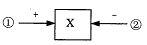 ① + X − ②